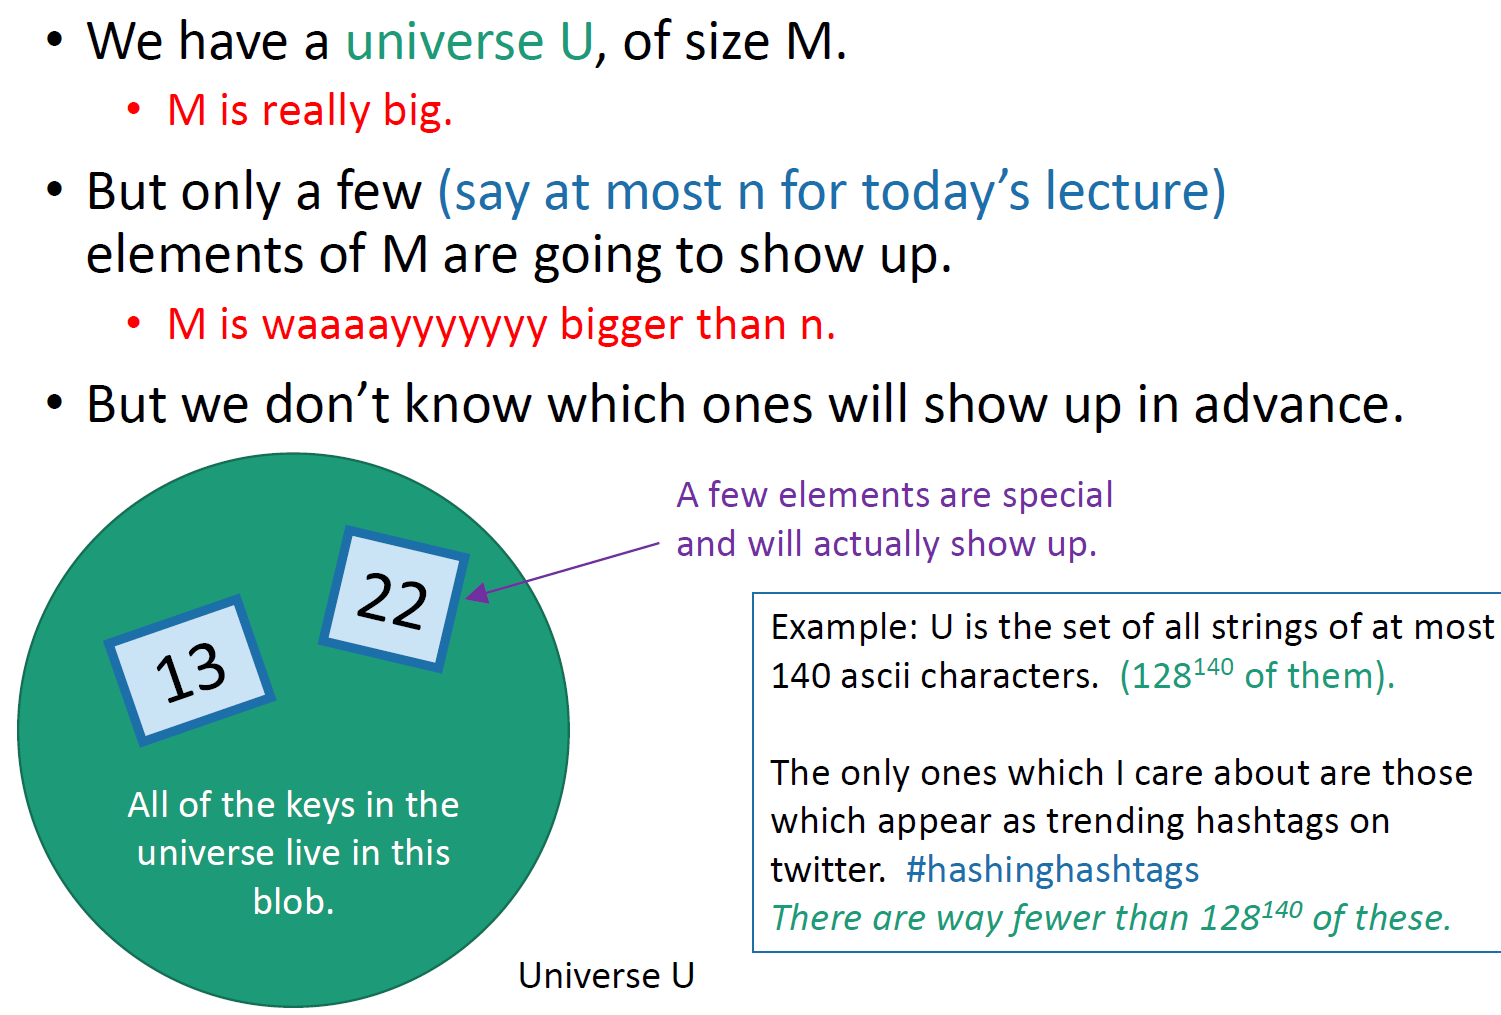 • We have a universe U, of size M.
• M is really big.
• But only a few (say at most n for today's lecture)
elements of M are going to show up.
• M is waaaayyyyyyy bigger than n.
• But we don't know which ones will show up in advance.
A few elements are special
and will actually show up.
22
13
All of the keys in the
universe live in this
blob.
Universe U
Example: U is the set of all strings of at most
140 ascii characters. (128¹⁴⁰ of them).
The only ones which I care about are those
which appear as trending hashtags on
twitter. #hashinghashtags
There are way fewer than 128¹⁴⁰ of these.